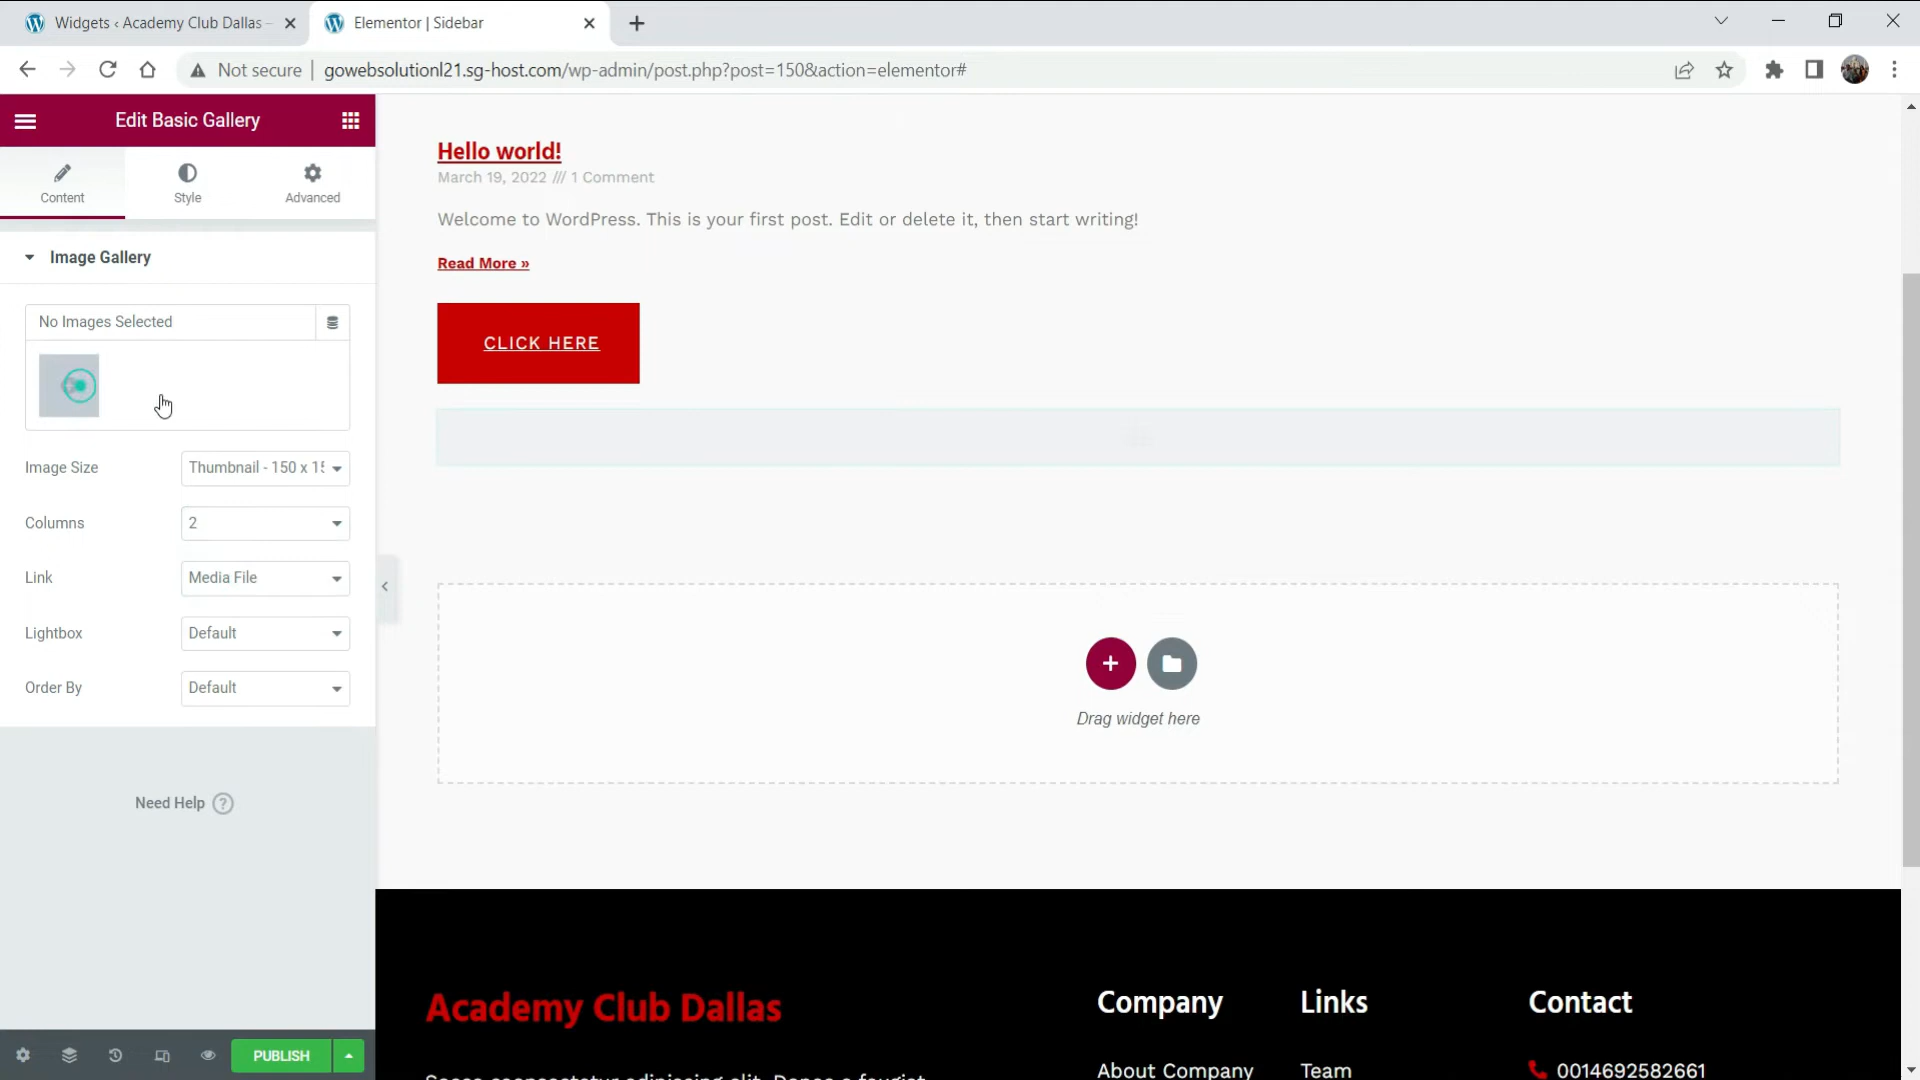 Widgets ‹ Academy Club Dallas –
Elementor | Sidebar
Not secure
gowebsolutionl21.sg-host.com/wp-admin/post.php?post=150&action=elementor#
Edit Basic Gallery
Content
Style
Advanced
Image Gallery
No Images Selected
Image Size
Thumbnail - 150 x 15
Columns
2
Link
Media File
Lightbox
Default
Order By
Default
Need Help ?
PUBLISH
Hello world!
March 19, 2022 /// 1 Comment
Welcome to WordPress. This is your first post. Edit or delete it, then start writing!
Read More »
CLICK HERE
Drag widget here
Academy Club Dallas
Company
Links
Contact
About Company
Team
0014692582661